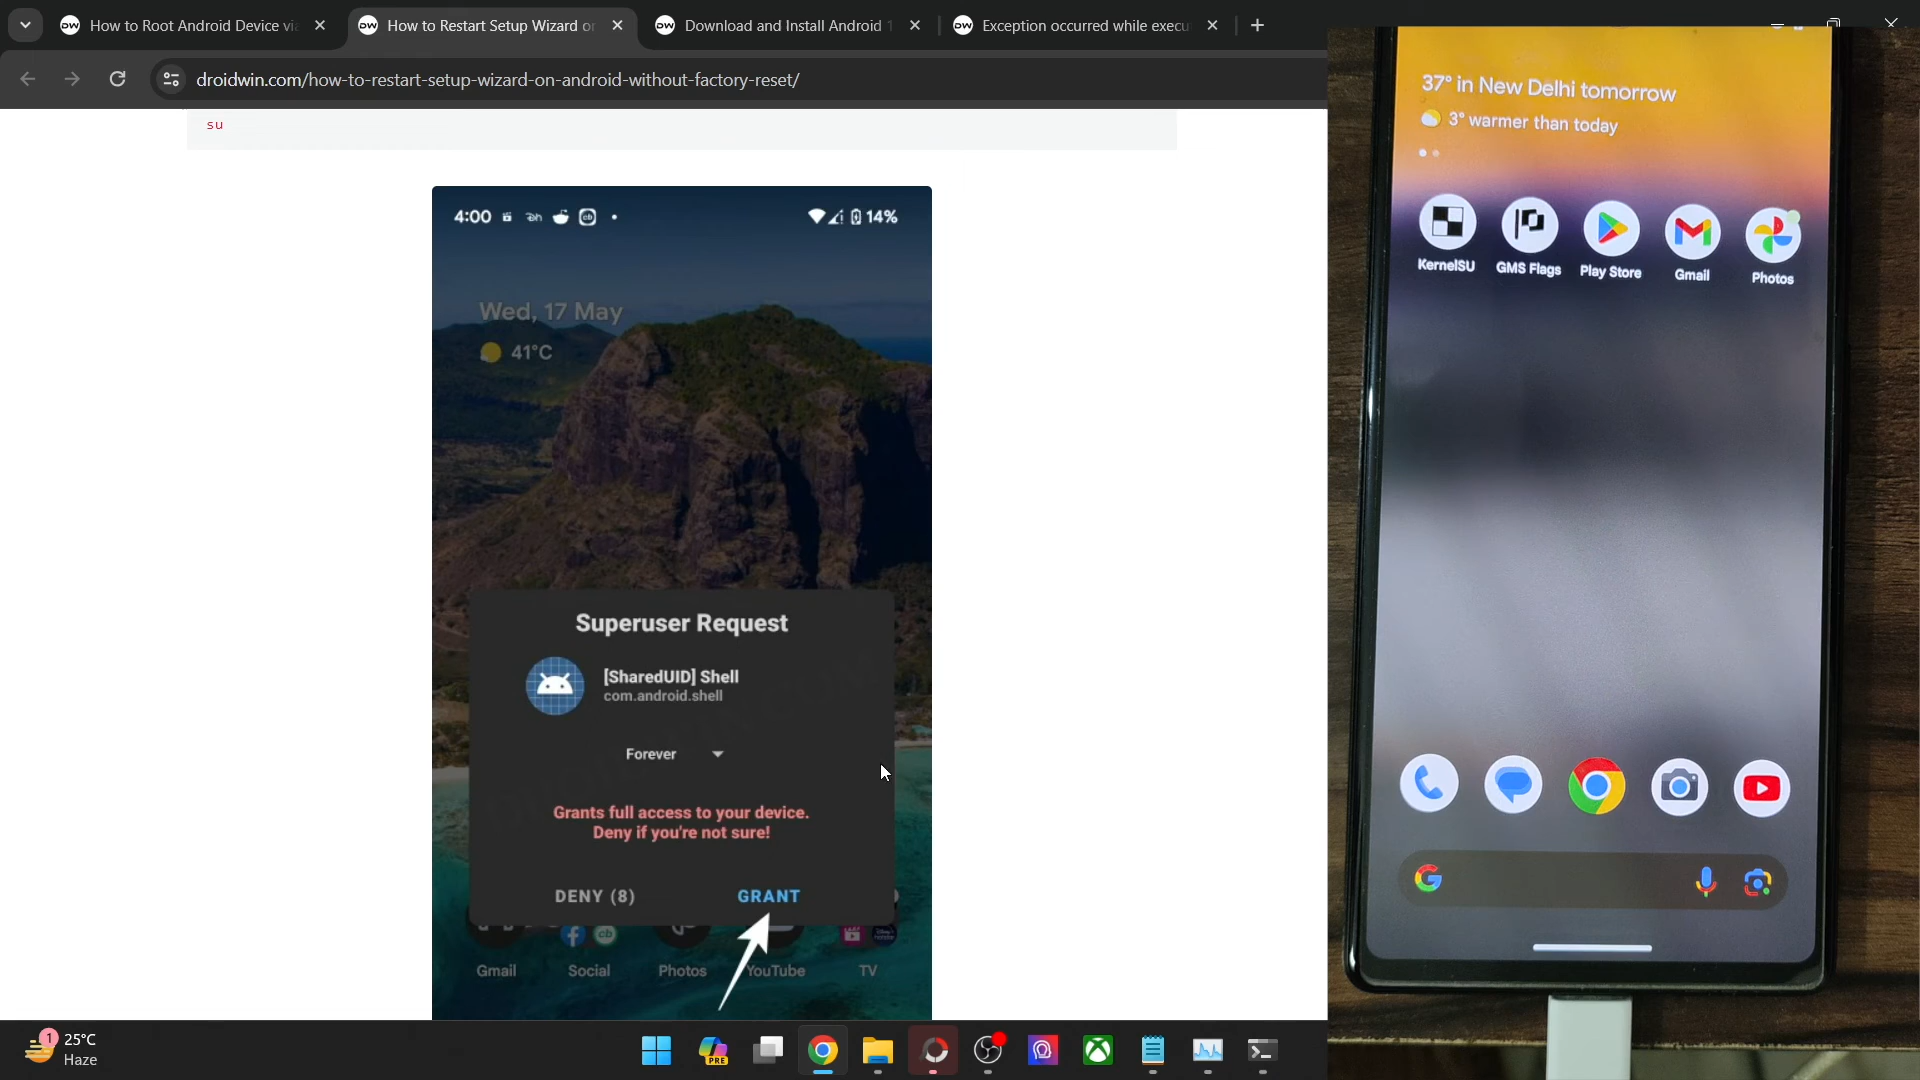 How to Root Android Device vi
How to Restart Setup Wizard or
Download and Install Android 1
Exception occurred while execu
droidwin.com/how-to-restart-setup-wizard-on-android-without-factory-reset/
su
4:00
14%
Wed, 17 May
41°C
Superuser Request
[SharedUID] Shell
com.android.shell
Forever
Grants full access to your device.
Deny if you're not sure!
DENY (8)
GRANT
Gmail
Social
Photos
YouTube
TV
37° in New Delhi tomorrow
3° warmer than today
KernelSU
GMS Flags
Play Store
Gmail
Photos
1
25°C
Haze
PRE